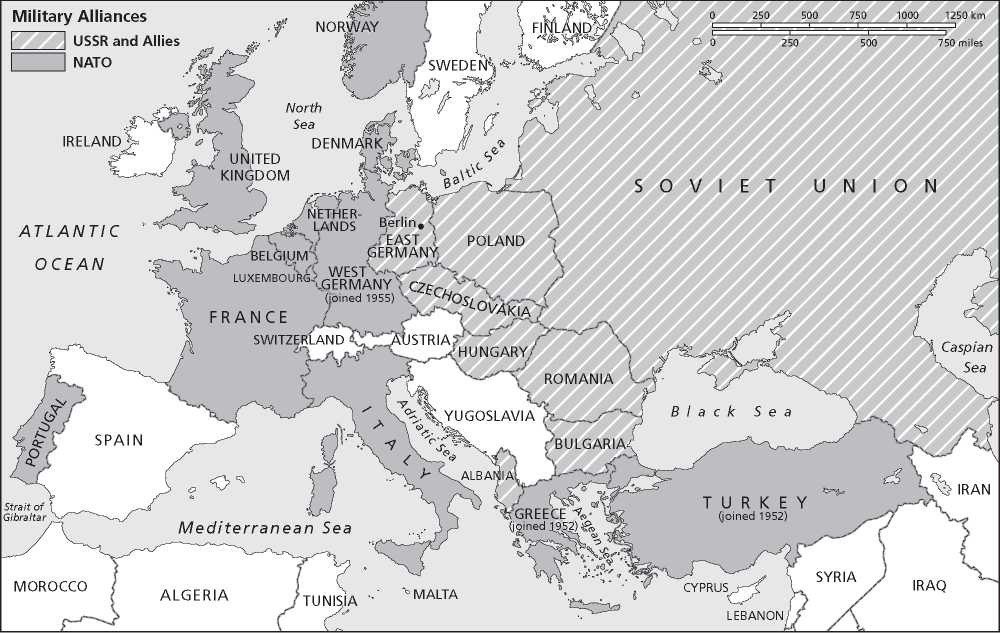 Military Alliances
USSR and Allies
NATO
0 250 500 750 1000 1250 km
0 250 500 750 miles
NORWAY
FINLAND
SWEDEN
North
Sea
IRELAND
DENMARK
UNITED
KINGDOM
Baltic Sea
SOVIET UNION
ATLANTIC
OCEAN
NETHER-
LANDS
Berlin
EAST
GERMANY
POLAND
BELGIUM
LUXEMBOURG
WEST
GERMANY
(joined 1955)
CZECHOSLOVAKIA
FRANCE
SWITZERLAND
AUSTRIA
HUNGARY
Caspian
Sea
ROMANIA
PORTUGAL
SPAIN
ITALY
Adriatic Sea
YUGOSLAVIA
Black Sea
BULGARIA
ALBANIA
IRAN
Strait of
Gibraltar
Mediterranean Sea
GREECE
(joined 1952)
Aegean Sea
TURKEY
(joined 1952)
MOROCCO
ALGERIA
TUNISIA
MALTA
CYPRUS
LEBANON
SYRIA
IRAQ